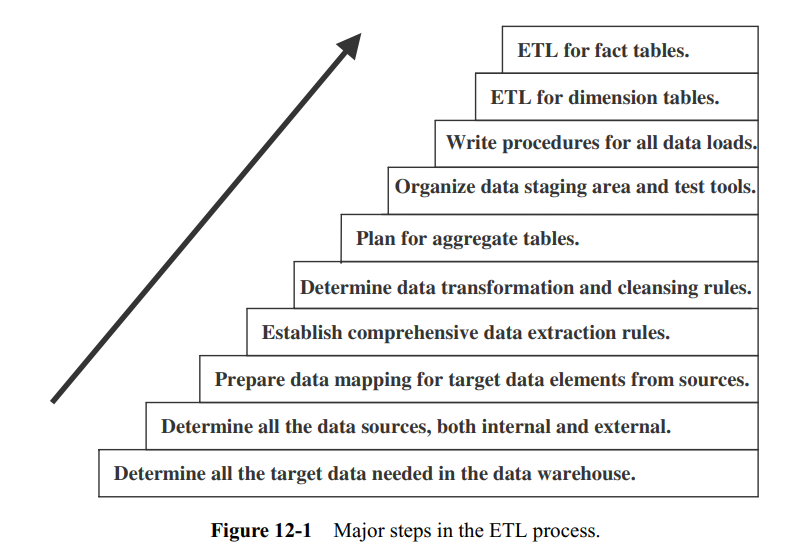 ETL for fact tables.
ETL for dimension tables.
Write procedures for all data loads.
Organize data staging area and test tools.
Plan for aggregate tables.
Determine data transformation and cleansing rules.
Establish comprehensive data extraction rules.
Prepare data mapping for target data elements from sources.
Determine all the data sources, both internal and external.
Determine all the target data needed in the data warehouse.
Figure 12-1 Major steps in the ETL process.